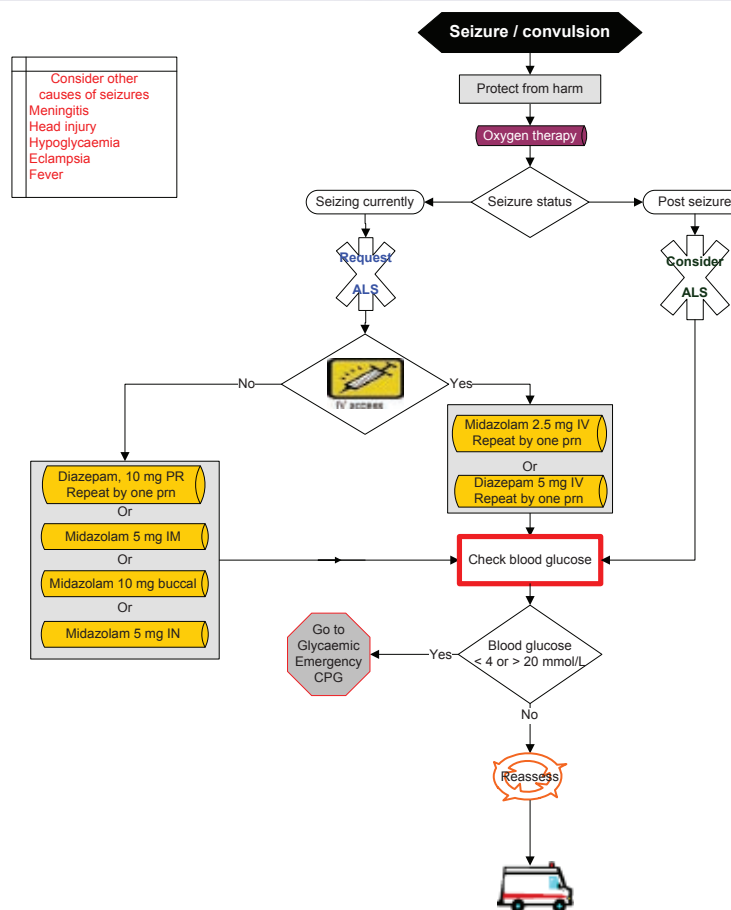 Seizure / convulsion
Consider other
causes of seizures
Meningitis
Head injury
Hypoglycaemia
Eclampsia
Fever
Protect from harm
Oxygen therapy
Seizing currently
Seizure status
Post seizure
Request
ALS
Consider
ALS
No
IV access
Yes
Midazolam 2.5 mg IV
Repeat by one prn
Or
Diazepam 5 mg IV
Repeat by one prn
Diazepam, 10 mg PR
Repeat by one prn
Or
Midazolam 5 mg IM
Or
Midazolam 10 mg buccal
Or
Midazolam 5 mg IN
Check blood glucose
Go to
Glycaemic
Emergency
CPG
Yes
Blood glucose
< 4 or > 20 mmol/L
No
Reassess